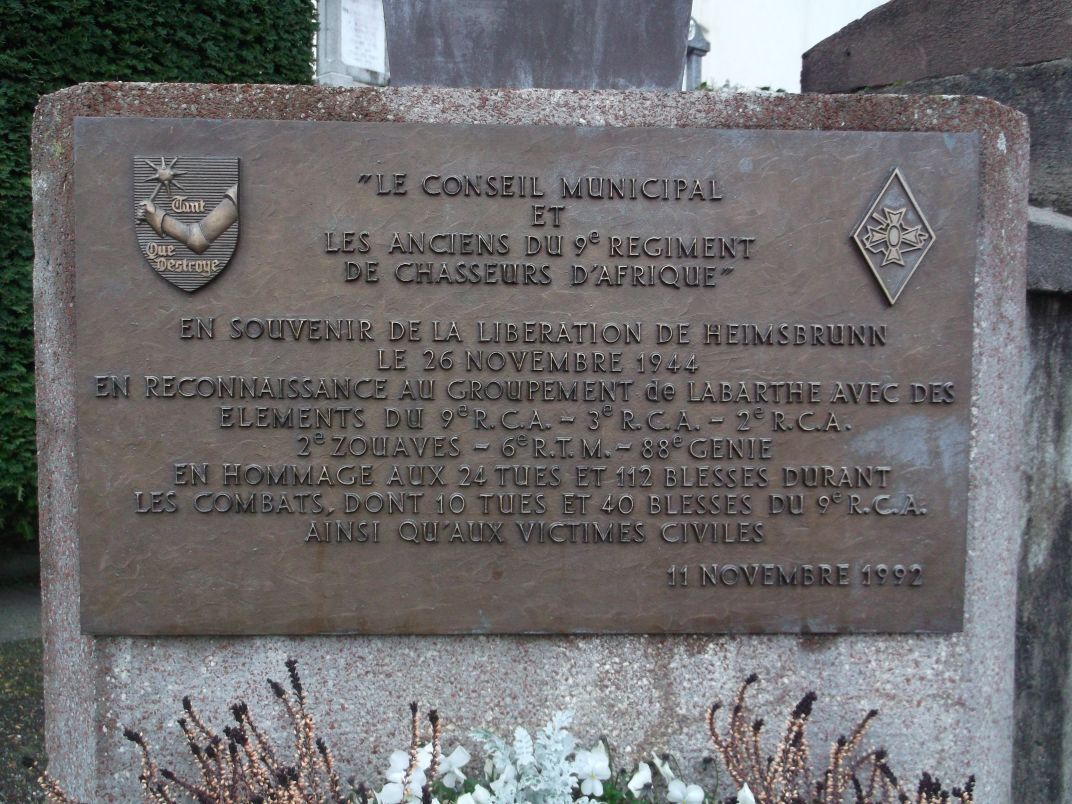 Tant
Que
Destroye
"LE CONSEIL MUNICIPAL
ET
LES ANCIENS DU 9e REGIMENT
DE CHASSEURS D'AFRIQUE"
EN SOUVENIR DE LA LIBERATION DE HEIMSBRUNN
LE 26 NOVEMBRE 1944
EN RECONNAISSANCE AU GROUPEMENT de LABARTHE AVEC DES
ELEMENTS DU 9e R.C.A. - 3e R.C.A. - 2e R.C.A.
2e ZOUAVES - 6e R.T.M. - 88e GENIE
EN HOMMAGE AUX 24 TUES ET 112 BLESSES DURANT
LES COMBATS, DONT 10 TUES ET 40 BLESSES DU 9e R.C.A.
AINSI QU'AUX VICTIMES CIVILES
11 NOVEMBRE 1992